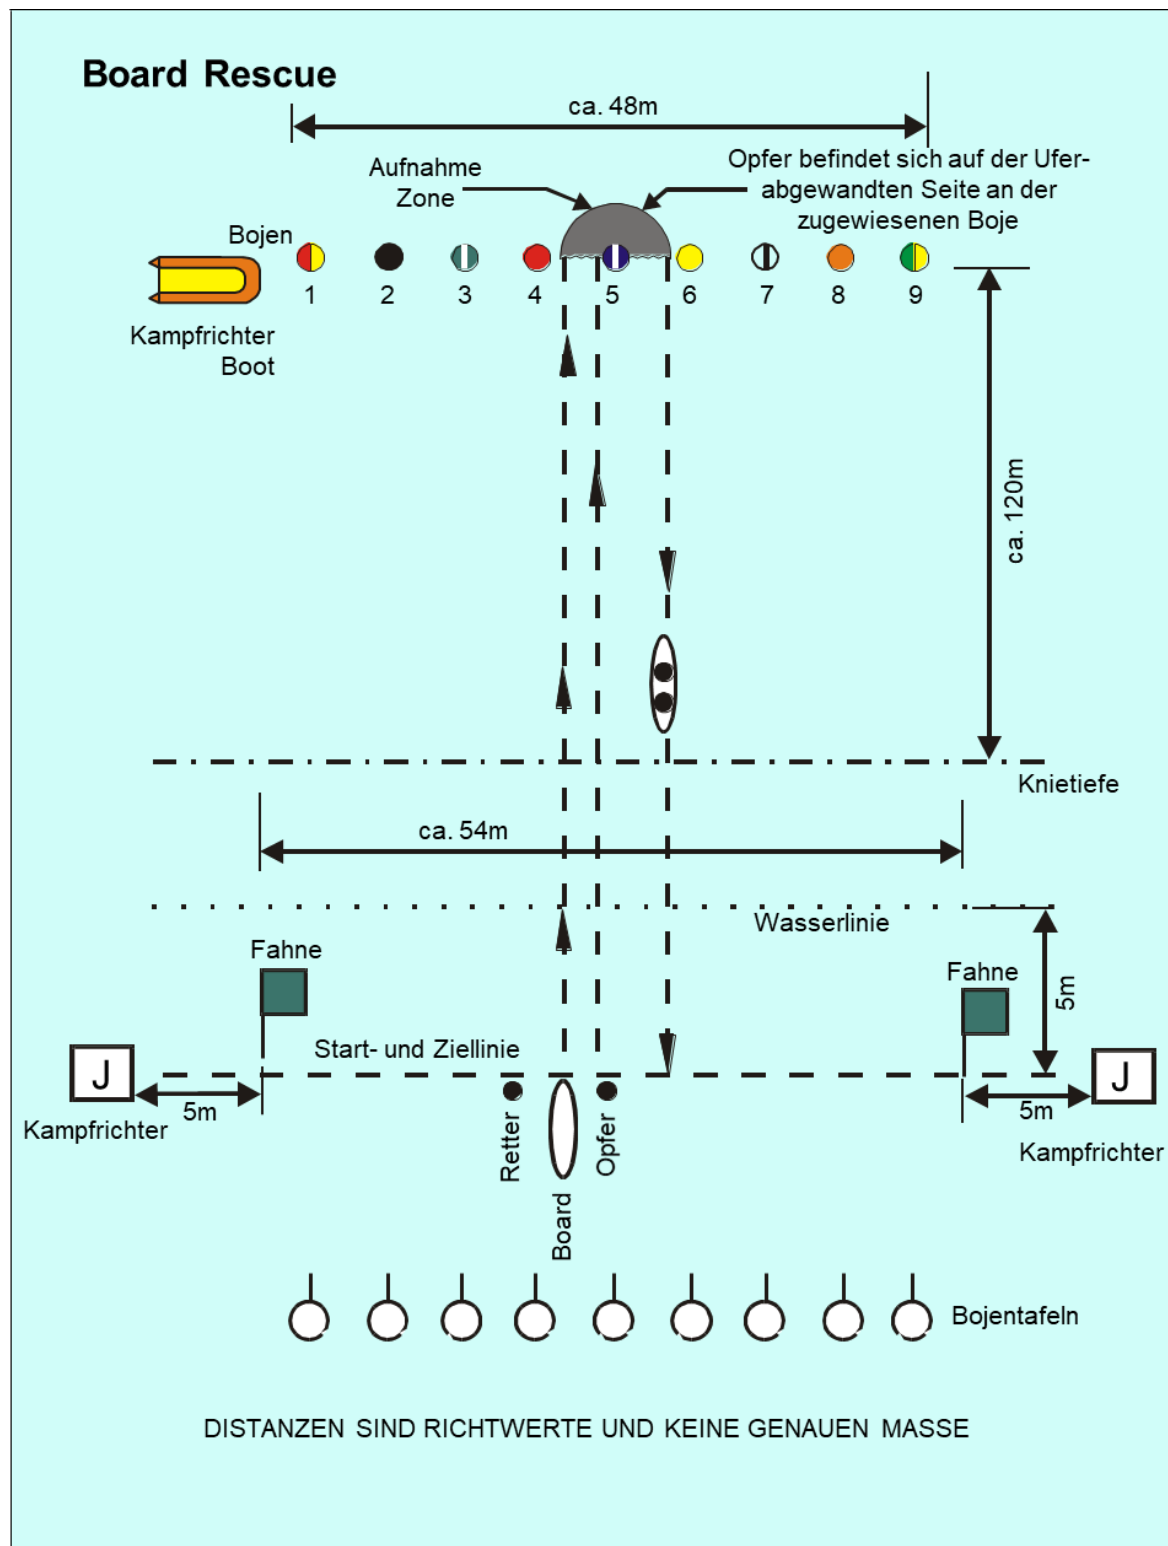 Board Rescue
ca. 48m
Aufnahme
Zone
Opfer befindet sich auf der Ufer-
abgewandten Seite an der
zugewiesenen Boje
Bojen
1 2 3 4 5 6 7 8 9
Kampfrichter
Boot
ca. 120m
Knietiefe
ca. 54m
Wasserlinie
Fahne
Fahne
5m
Start- und Ziellinie
J
J
5m
5m
Kampfrichter
Kampfrichter
Retter
Board
Opfer
Bojentafeln
DISTANZEN SIND RICHTWERTE UND KEINE GENAUEN MASSE